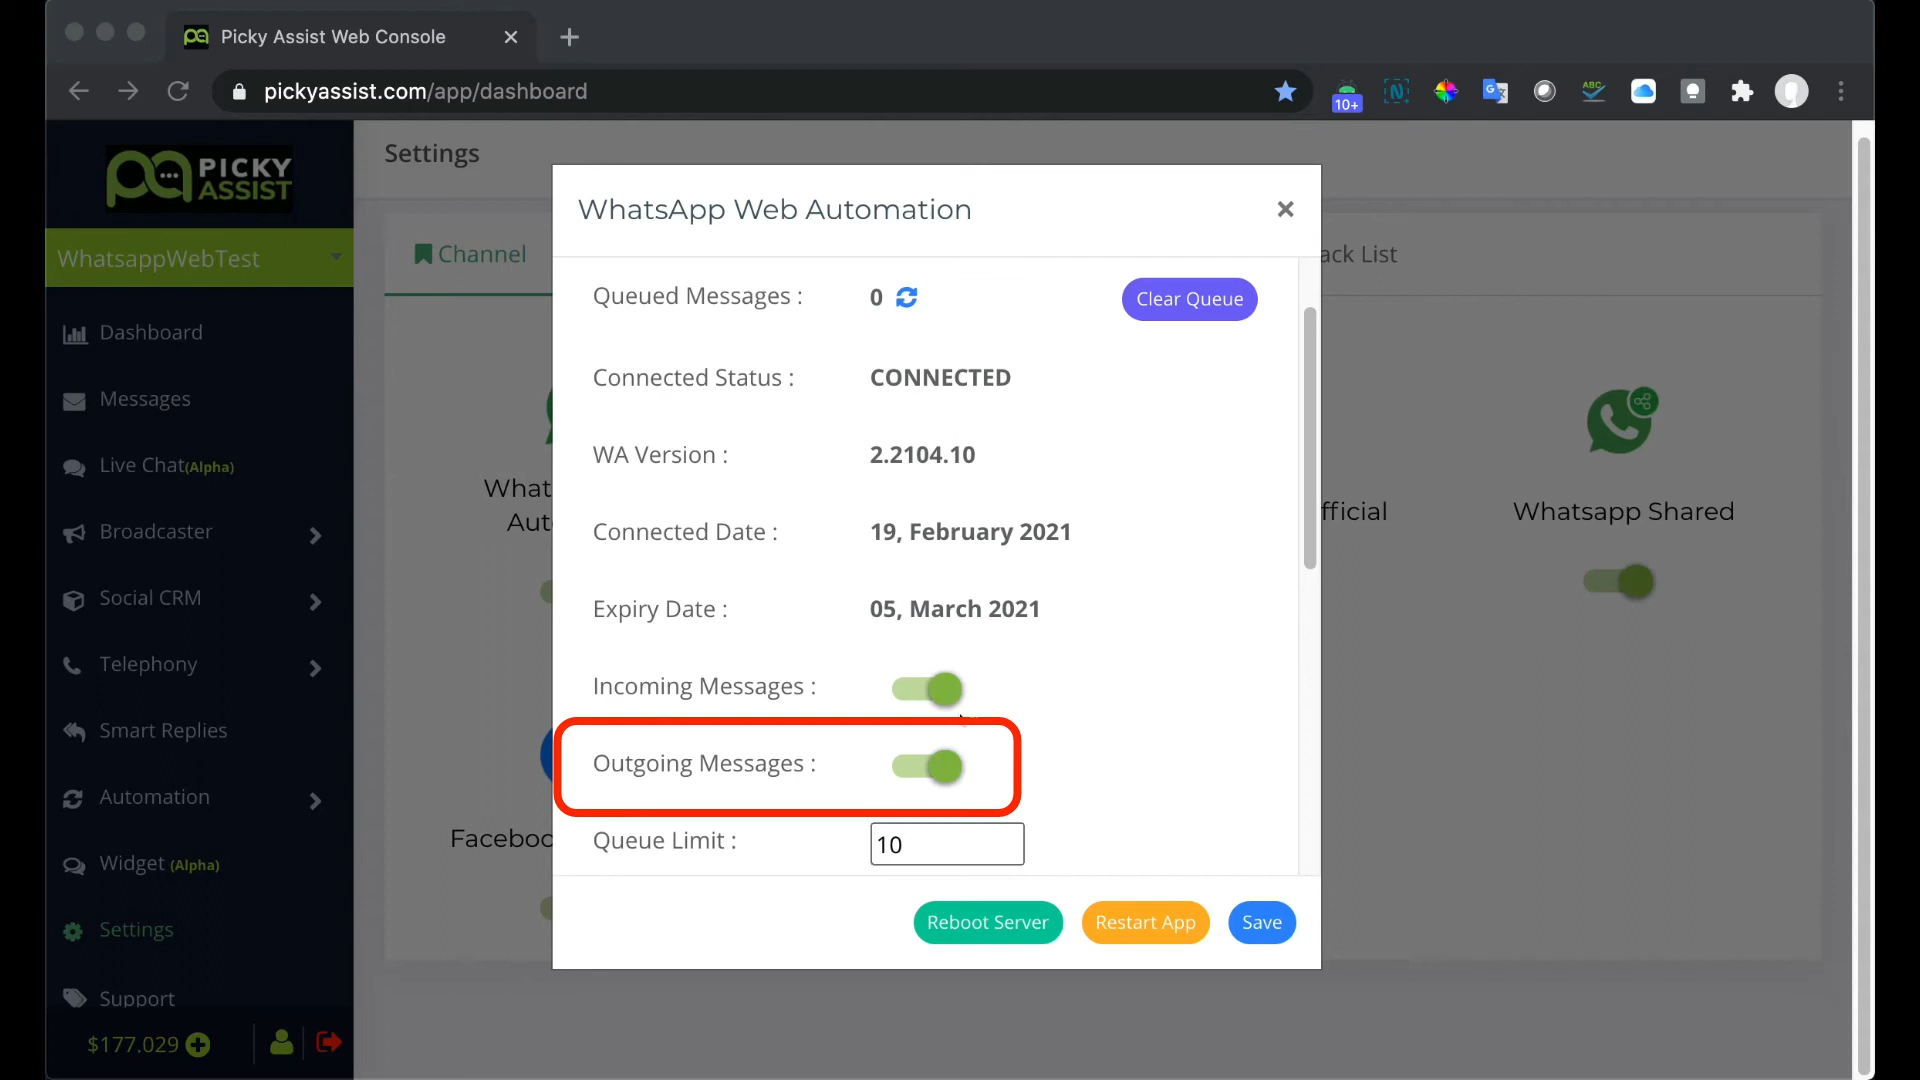 Picky Assist Web Console
pickyassist.com/app/dashboard
10+
ABC
PICKY
ASSIST
WhatsappWebTest
Dashboard
Messages
Live Chat(Alpha)
Broadcaster
Social CRM
Telephony
Smart Replies
Automation
Widget (Alpha)
Settings
Support
$177.029
Settings
Channel
ack List
What
Aut
fficial
Whatsapp Shared
Faceboo
WhatsApp Web Automation
Queued Messages : 0
Clear Queue
Connected Status : CONNECTED
WA Version : 2.2104.10
Connected Date : 19, February 2021
Expiry Date : 05, March 2021
Incoming Messages :
Outgoing Messages :
Queue Limit : 10
Reboot Server
Restart App
Save